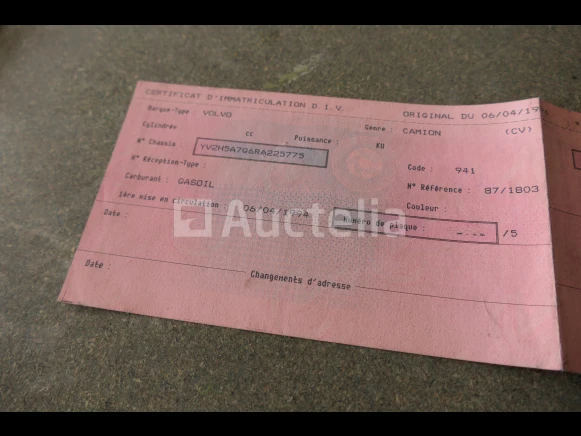 CERTIFICAT D'IMMATRICULATION D.I.V. ORIGINAL DU 06/04/199
Marque-Type VOLVO Genre : CAMION (CV)
Cylindrée cc Puissance : KW
N° Chassis YV2H5A7G6RA225775 Code : 941
N° Réception-Type : N° Référence : 87/1803
Carburant : GASOIL Couleur :
1ère mise en circulation : 06/04/1994 Numéro de plaque : -.-- /5
Date :
Auctelia
Changements d'adresse
Date :